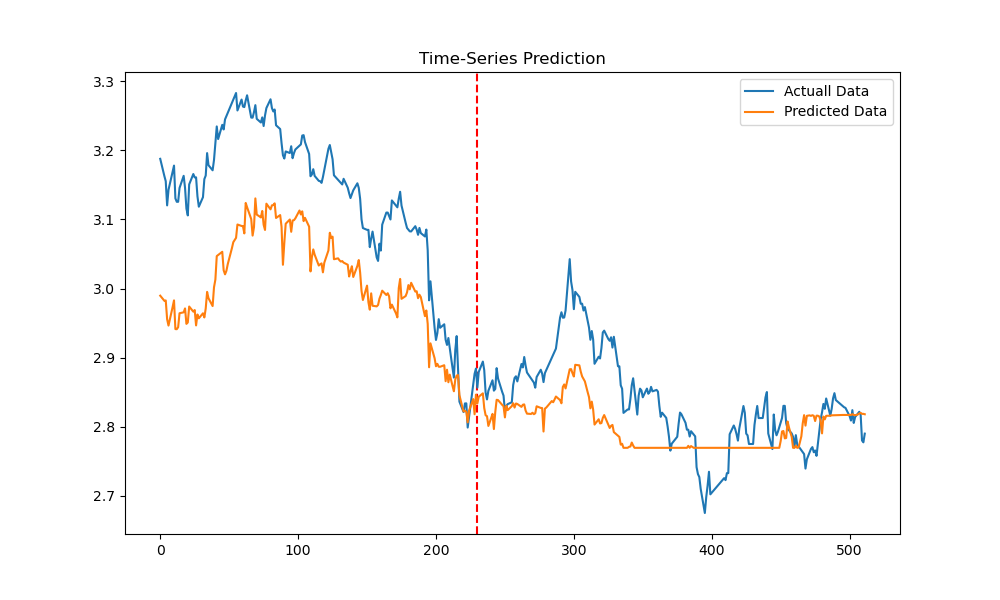 Time-Series Prediction
Actuall Data
Predicted Data
3.3
3.2
3.1
3.0
2.9
2.8
2.7
0 100 200 300 400 500